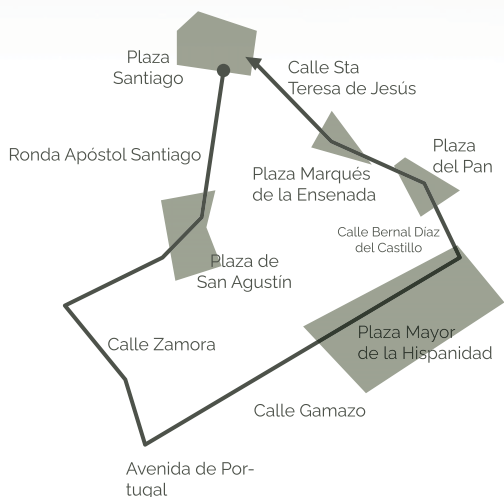 Plaza
Santiago
Calle Sta
Teresa de Jesús
Ronda Apóstol Santiago
Plaza Marqués
de la Ensenada
Plaza
del Pan
Calle Bernal Díaz
del Castillo
Plaza de
San Agustín
Plaza Mayor
de la Hispanidad
Calle Zamora
Calle Gamazo
Avenida de Por-
tugal